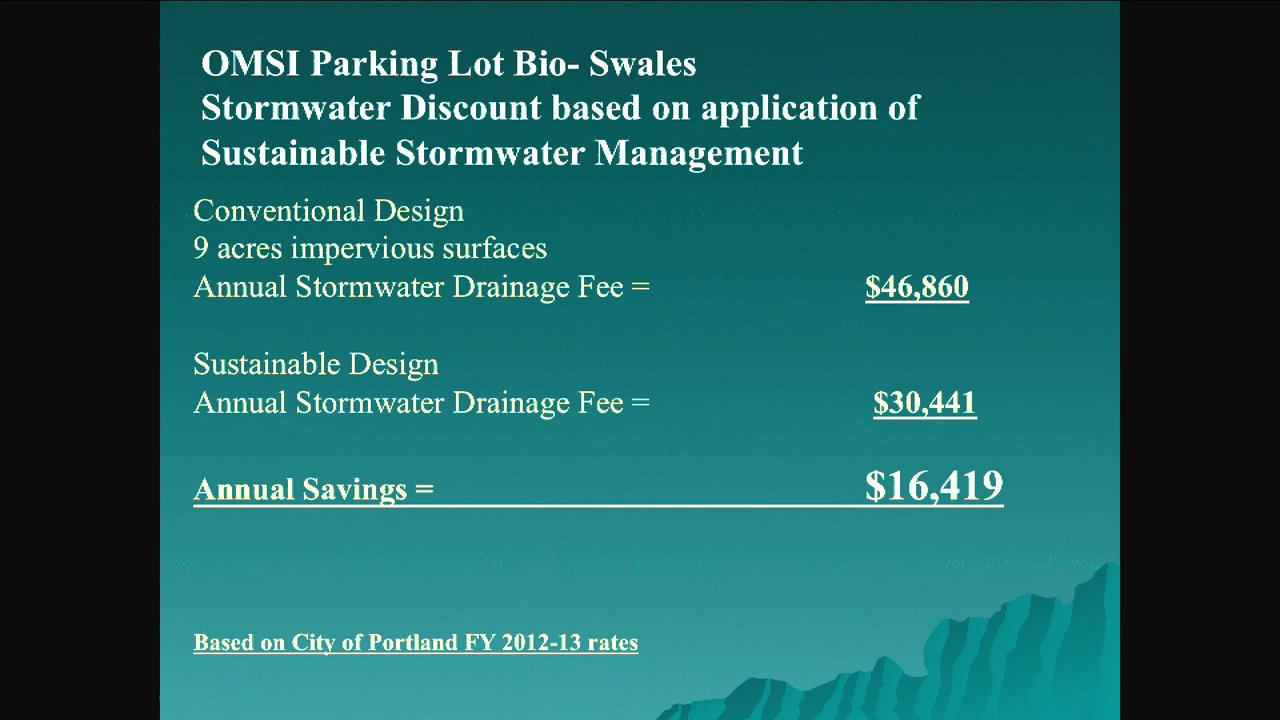 OMSI Parking Lot Bio- Swales
Stormwater Discount based on application of
Sustainable Stormwater Management
Conventional Design
9 acres impervious surfaces
Annual Stormwater Drainage Fee = $46,860
Sustainable Design
Annual Stormwater Drainage Fee = $30,441
Annual Savings = $16,419
Based on City of Portland FY 2012-13 rates